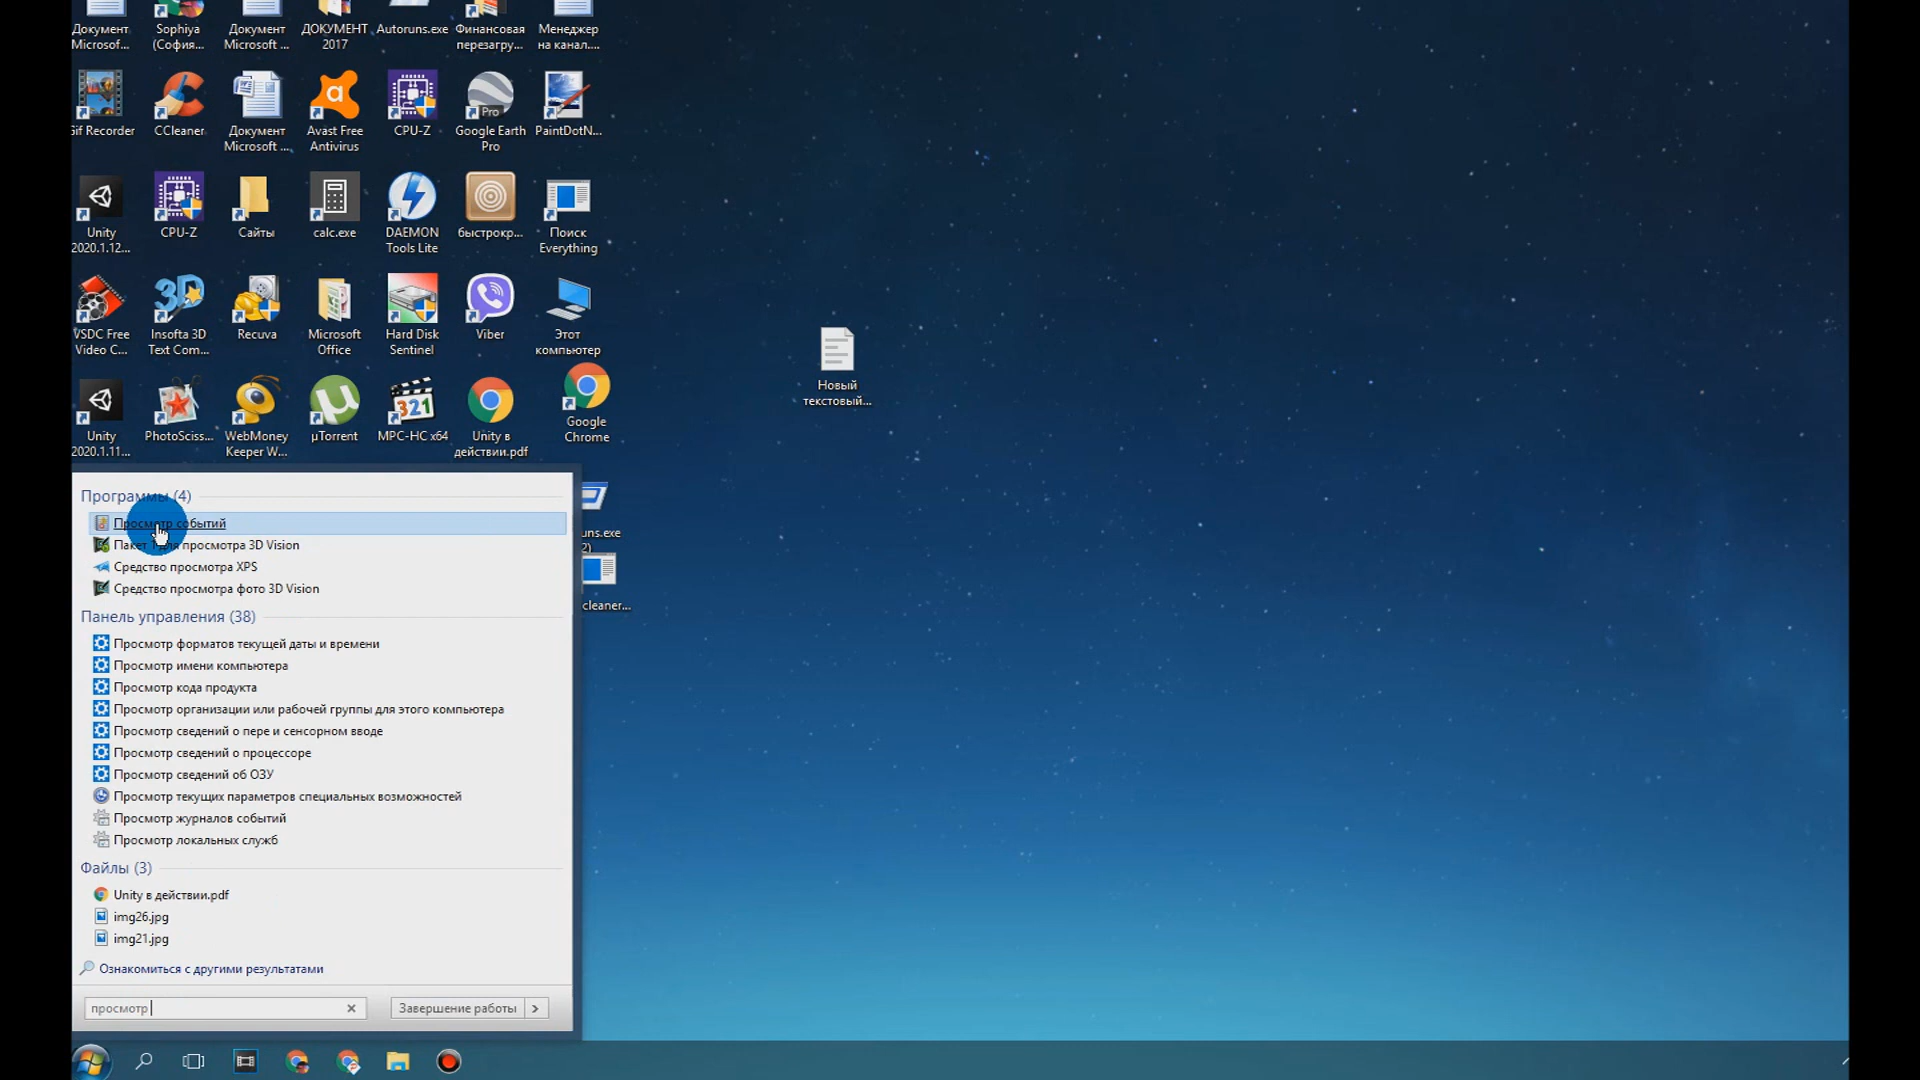 Документ
Microsof...
Sophiya
(София...
Документ
Microsoft ...
ДОКУМЕНТ
2017
Autoruns.exe
Финансовая
перезагру...
Менеджер
на канал....
Gif Recorder
CCleaner
Документ
Microsoft ...
Avast Free
Antivirus
CPU-Z
Google Earth
Pro
PaintDotN...
Unity
2020.1.12...
CPU-Z
Сайты
calc.exe
DAEMON
Tools Lite
быстрокр...
Поиск
Everything
VSDC Free
Video C...
Insofta 3D
Text Com...
Recuva
Microsoft
Office
Hard Disk
Sentinel
Viber
Этот
компьютер
Новый
текстовый...
Unity
2020.1.11...
PhotoSciss...
WebMoney
Keeper W...
µTorrent
MPC-HC x64
Unity в
действии.pdf
Google
Chrome
uns.exe
2)
cleaner...
Программы (4)
Просмотр событий
Пакет 1 для просмотра 3D Vision
Средство просмотра XPS
Средство просмотра фото 3D Vision
Панель управления (38)
Просмотр форматов текущей даты и времени
Просмотр имени компьютера
Просмотр кода продукта
Просмотр организации или рабочей группы для этого компьютера
Просмотр сведений о пере и сенсорном вводе
Просмотр сведений о процессоре
Просмотр сведений об ОЗУ
Просмотр текущих параметров специальных возможностей
Просмотр журналов событий
Просмотр локальных служб
Файлы (3)
Unity в действии.pdf
img26.jpg
img21.jpg
Ознакомиться с другими результатами
просмотр
Завершение работы